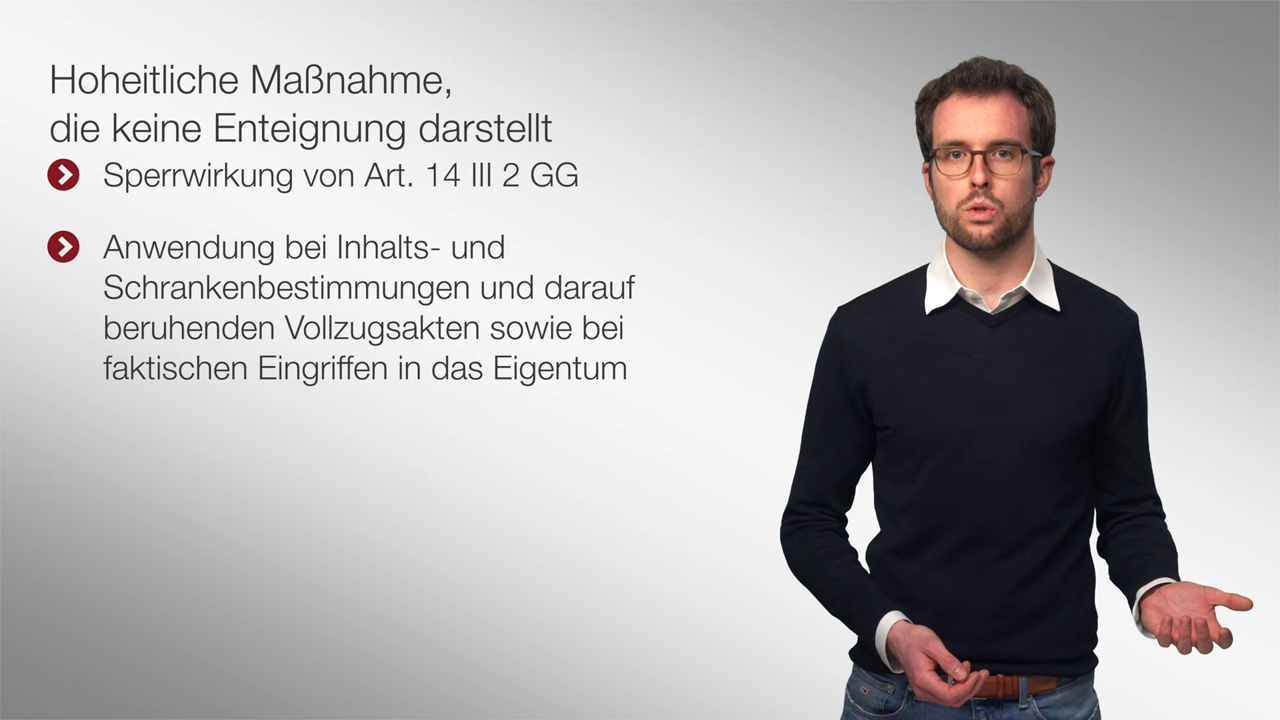 Hoheitliche Maßnahme,
die keine Enteignung darstellt
Sperrwirkung von Art. 14 III 2 GG
Anwendung bei Inhalts- und
Schrankenbestimmungen und darauf
beruhenden Vollzugsakten sowie bei
faktischen Eingriffen in das Eigentum